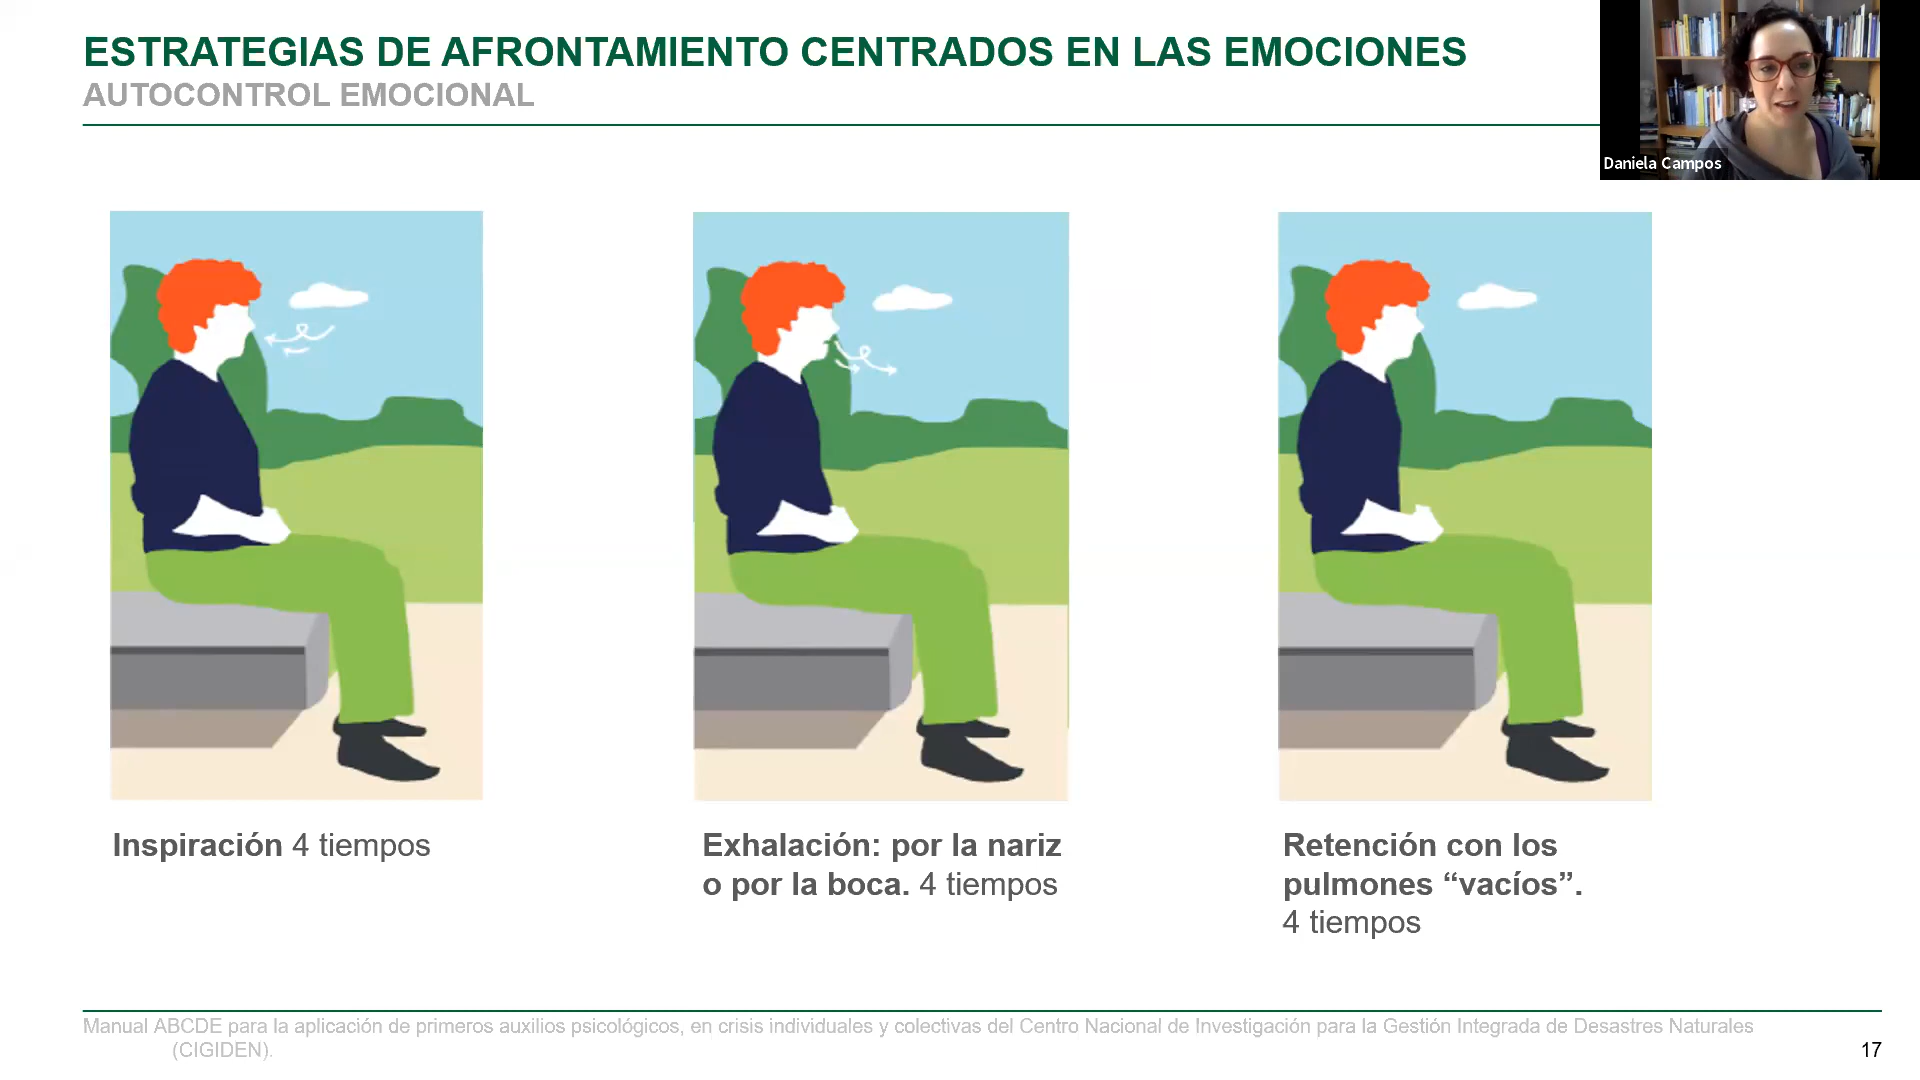 ESTRATEGIAS DE AFRONTAMIENTO CENTRADOS EN LAS EMOCIONES
AUTOCONTROL EMOCIONAL
Daniela Campos
Inspiración 4 tiempos
Exhalación: por la nariz
o por la boca. 4 tiempos
Retención con los
pulmones “vacíos”.
4 tiempos
Manual ABCDE para la aplicación de primeros auxilios psicológicos, en crisis individuales y colectivas del Centro Nacional de Investigación para la Gestión Integrada de Desastres Naturales
(CIGIDEN).
17